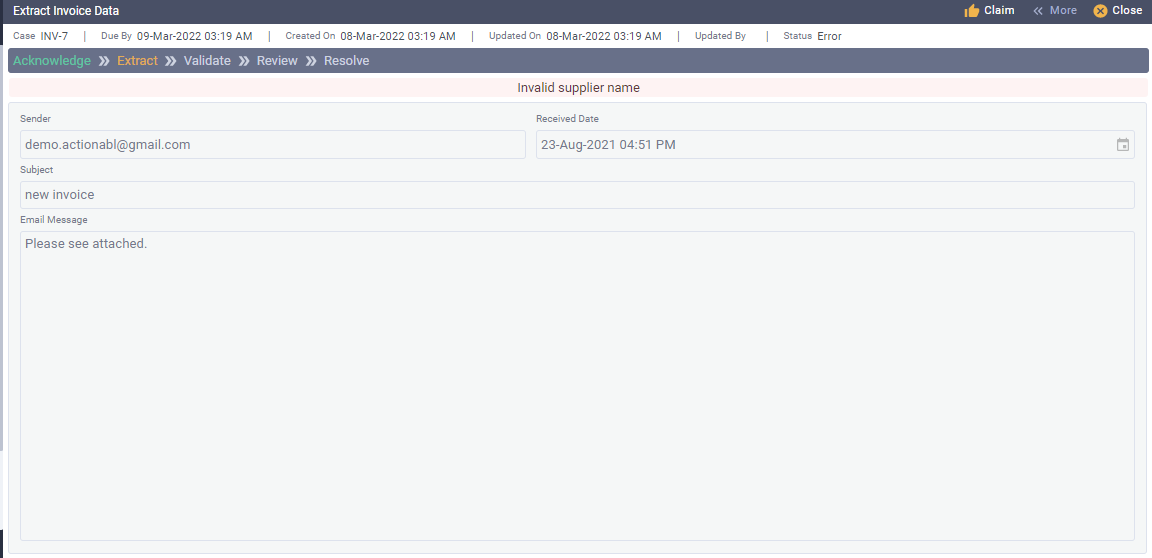 Extract Invoice Data Claim More Close
Case INV-7 | Due By 09-Mar-2022 03:19 AM | Created On 08-Mar-2022 03:19 AM | Updated On 08-Mar-2022 03:19 AM | Updated By | Status Error
Acknowledge Extract Validate Review Resolve
Invalid supplier name
Sender Received Date
demo.actionabl@gmail.com 23-Aug-2021 04:51 PM
Subject
new invoice
Email Message
Please see attached.